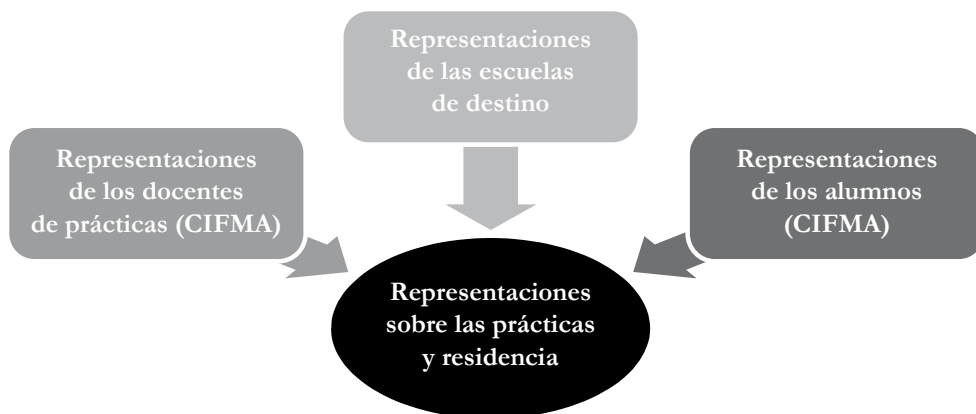 Representaciones
de las escuelas
de destino
Representaciones
de los docentes
de prácticas (CIFMA)
Representaciones
de los alumnos
(CIFMA)
Representaciones
sobre las prácticas
y residencia